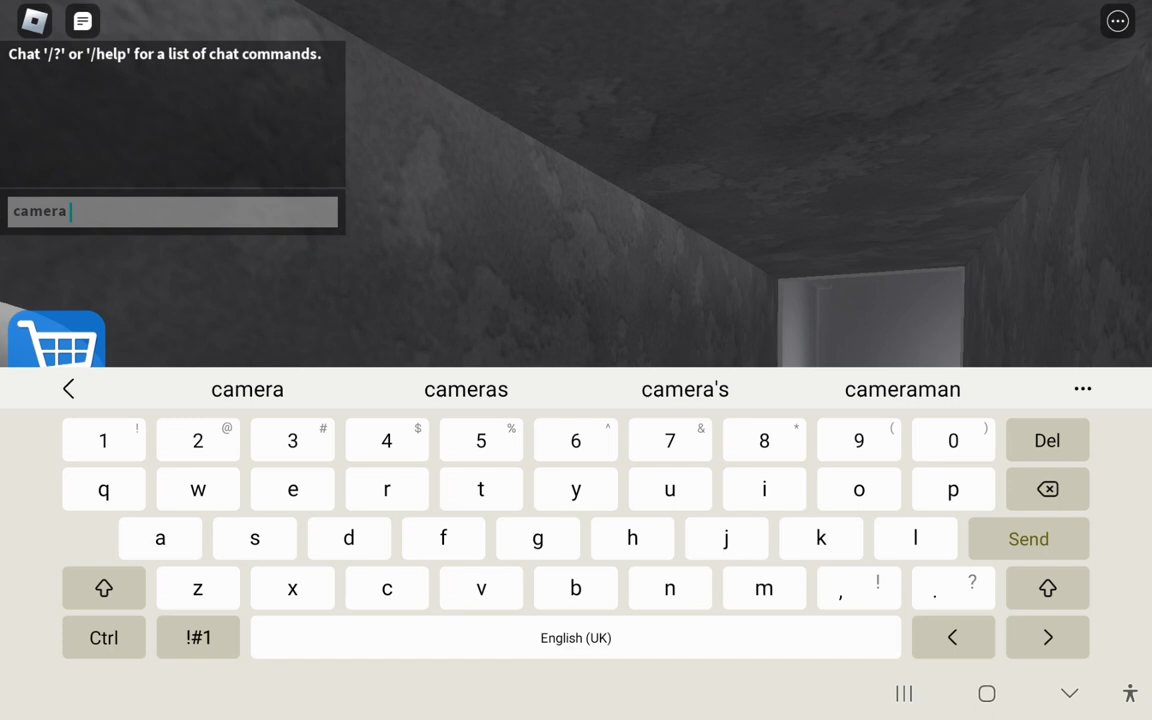 Chat '/?' or '/help' for a list of chat commands.
camera
camera cameras camera's cameraman
1 ! 2 @ 3 # 4 $ 5 % 6 ^ 7 & 8 * 9 ( 0 ) Del
q w e r t y u i o p
a s d f g h j k l Send
z x c v b n m , ! . ?
Ctrl !#1 English (UK) < >